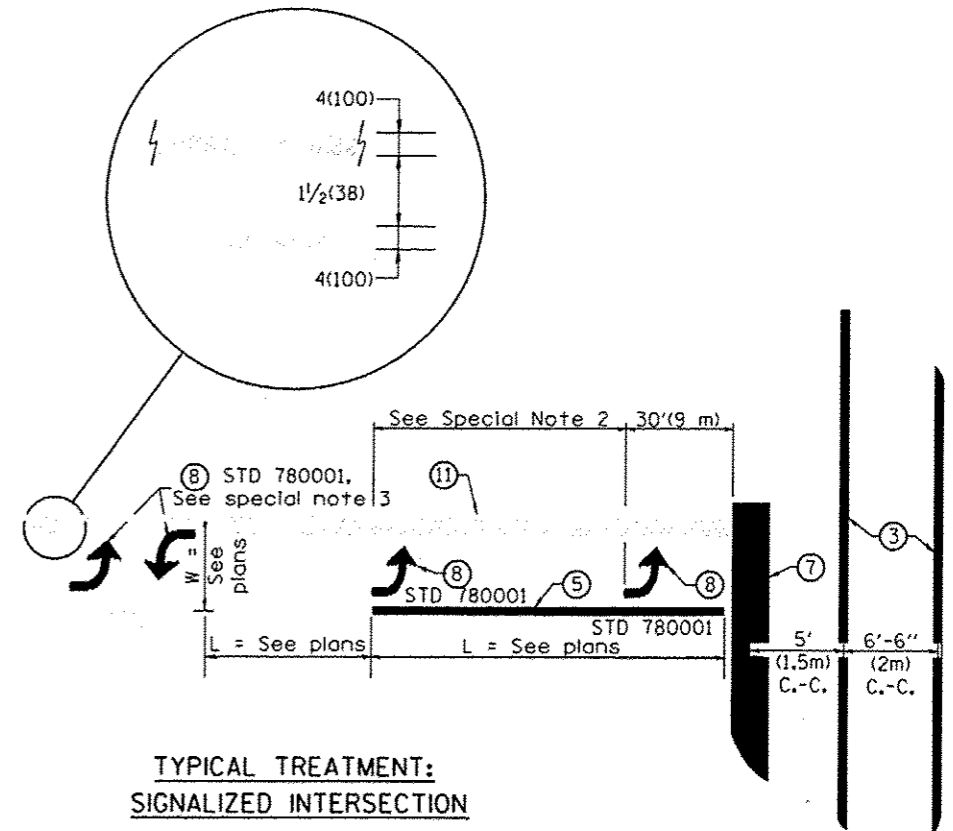 4(100)
1½(38)
4(100)
See Special Note 2
30'(9 m)
⑧ STD 780001,
See special note 3
⑪
W =
See
plans
⑧
STD 780001
⑤
⑧
STD 780001
⑦
③
L = See plans
L = See plans
5'
(1.5m)
C.-C.
6'-6"
(2m)
C.-C.
TYPICAL TREATMENT:
SIGNALIZED INTERSECTION